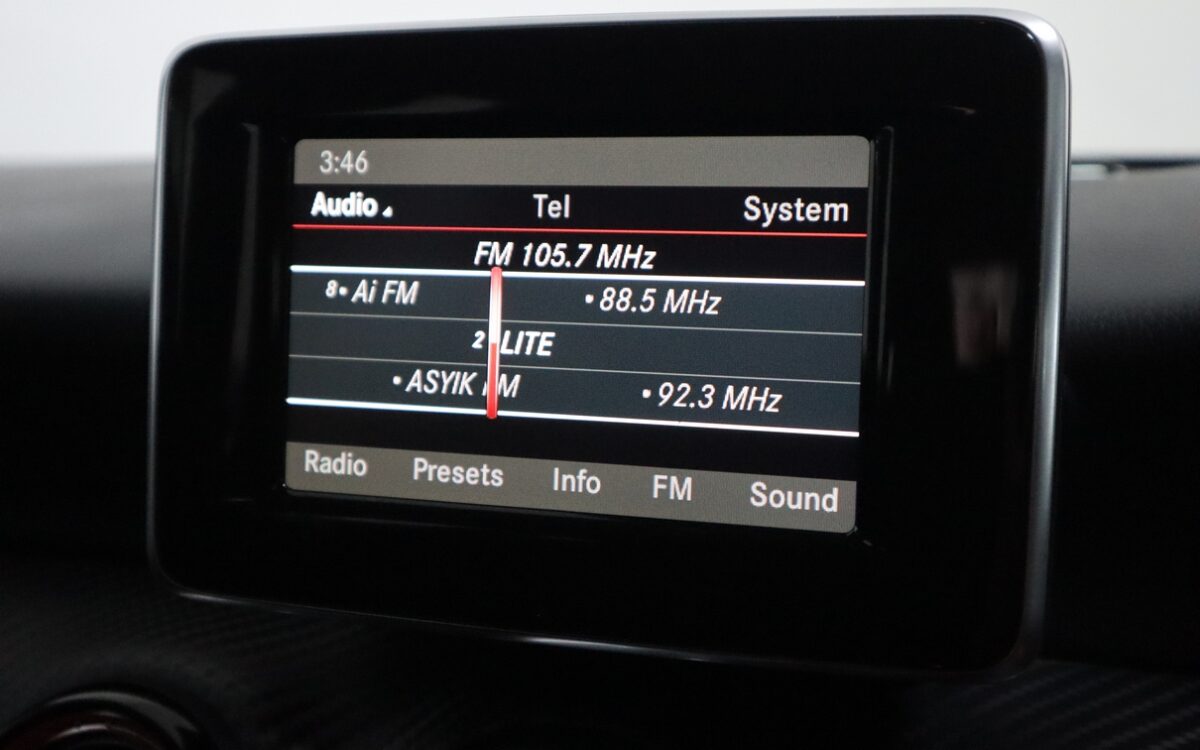 3:46
Audio Tel System
FM 105.7 MHz
8• Ai FM •88.5 MHz
2 LITE
•ASYIK FM •92.3 MHz
Radio Presets Info FM Sound